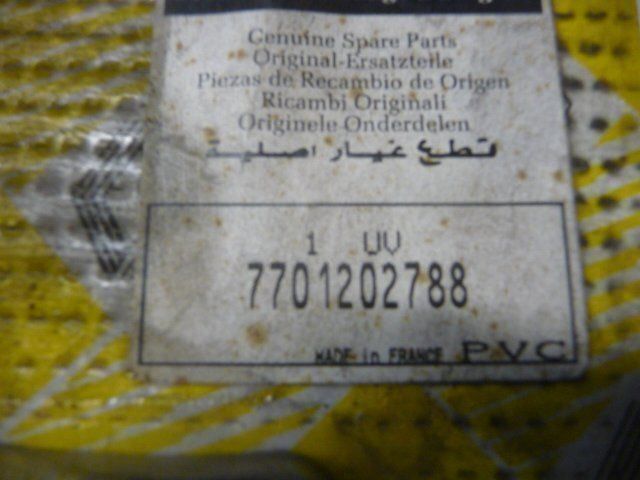 Genuine Spare Parts
Original-Ersatzteile
Piezas de Recambio de Origen
Ricambi Originali
Originele Onderdelen
قطع غيار اصلية
1 UV
7701202788
MADE in FRANCE PVC